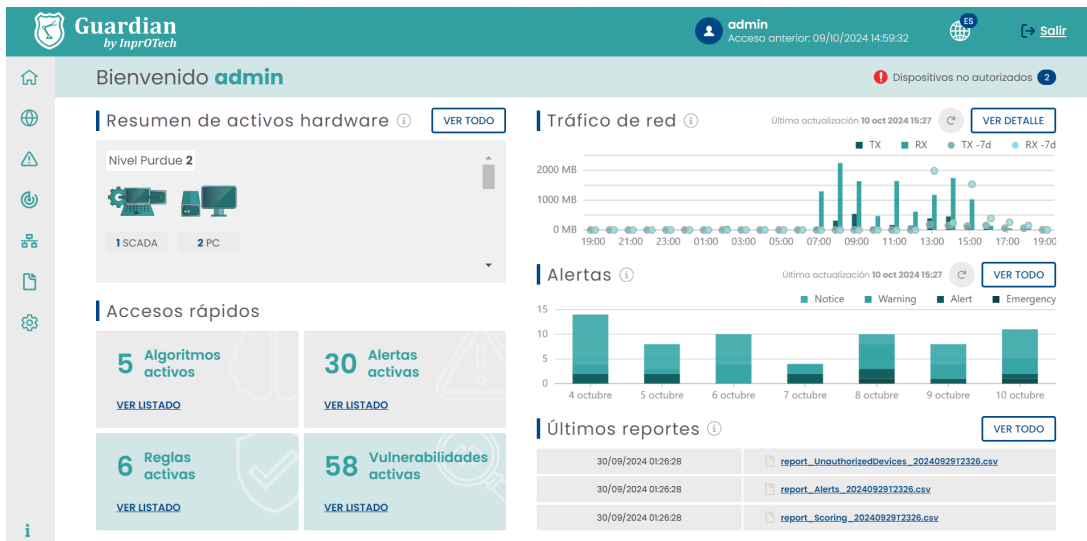 Guardian
by InprOTech
admin
Acceso anterior: 09/10/2024 14:59:32
ES
Salir
Bienvenido admin
Dispositivos no autorizados 2
Resumen de activos hardware i
VER TODO
Nivel Purdue 2
1 SCADA
2 PC
Accesos rápidos
5 Algoritmos activos
VER LISTADO
30 Alertas activas
VER LISTADO
6 Reglas activas
VER LISTADO
58 Vulnerabilidades activas
VER LISTADO
i
Tráfico de red i
Última actualización 10 oct 2024 15:27
VER DETALLE
TX RX TX -7d RX -7d
2000 MB
1000 MB
0 MB
19:00 21:00 23:00 01:00 03:00 05:00 07:00 09:00 11:00 13:00 15:00 17:00 19:00
Alertas i
Última actualización 10 oct 2024 15:27
VER TODO
Notice Warning Alert Emergency
15
10
5
0
4 octubre 5 octubre 6 octubre 7 octubre 8 octubre 9 octubre 10 octubre
Últimos reportes i
VER TODO
30/09/2024 01:26:28 report_UnauthorizedDevices_20240929T2326.csv
30/09/2024 01:26:28 report_Alerts_20240929T2326.csv
30/09/2024 01:26:28 report_Scoring_20240929T2326.csv